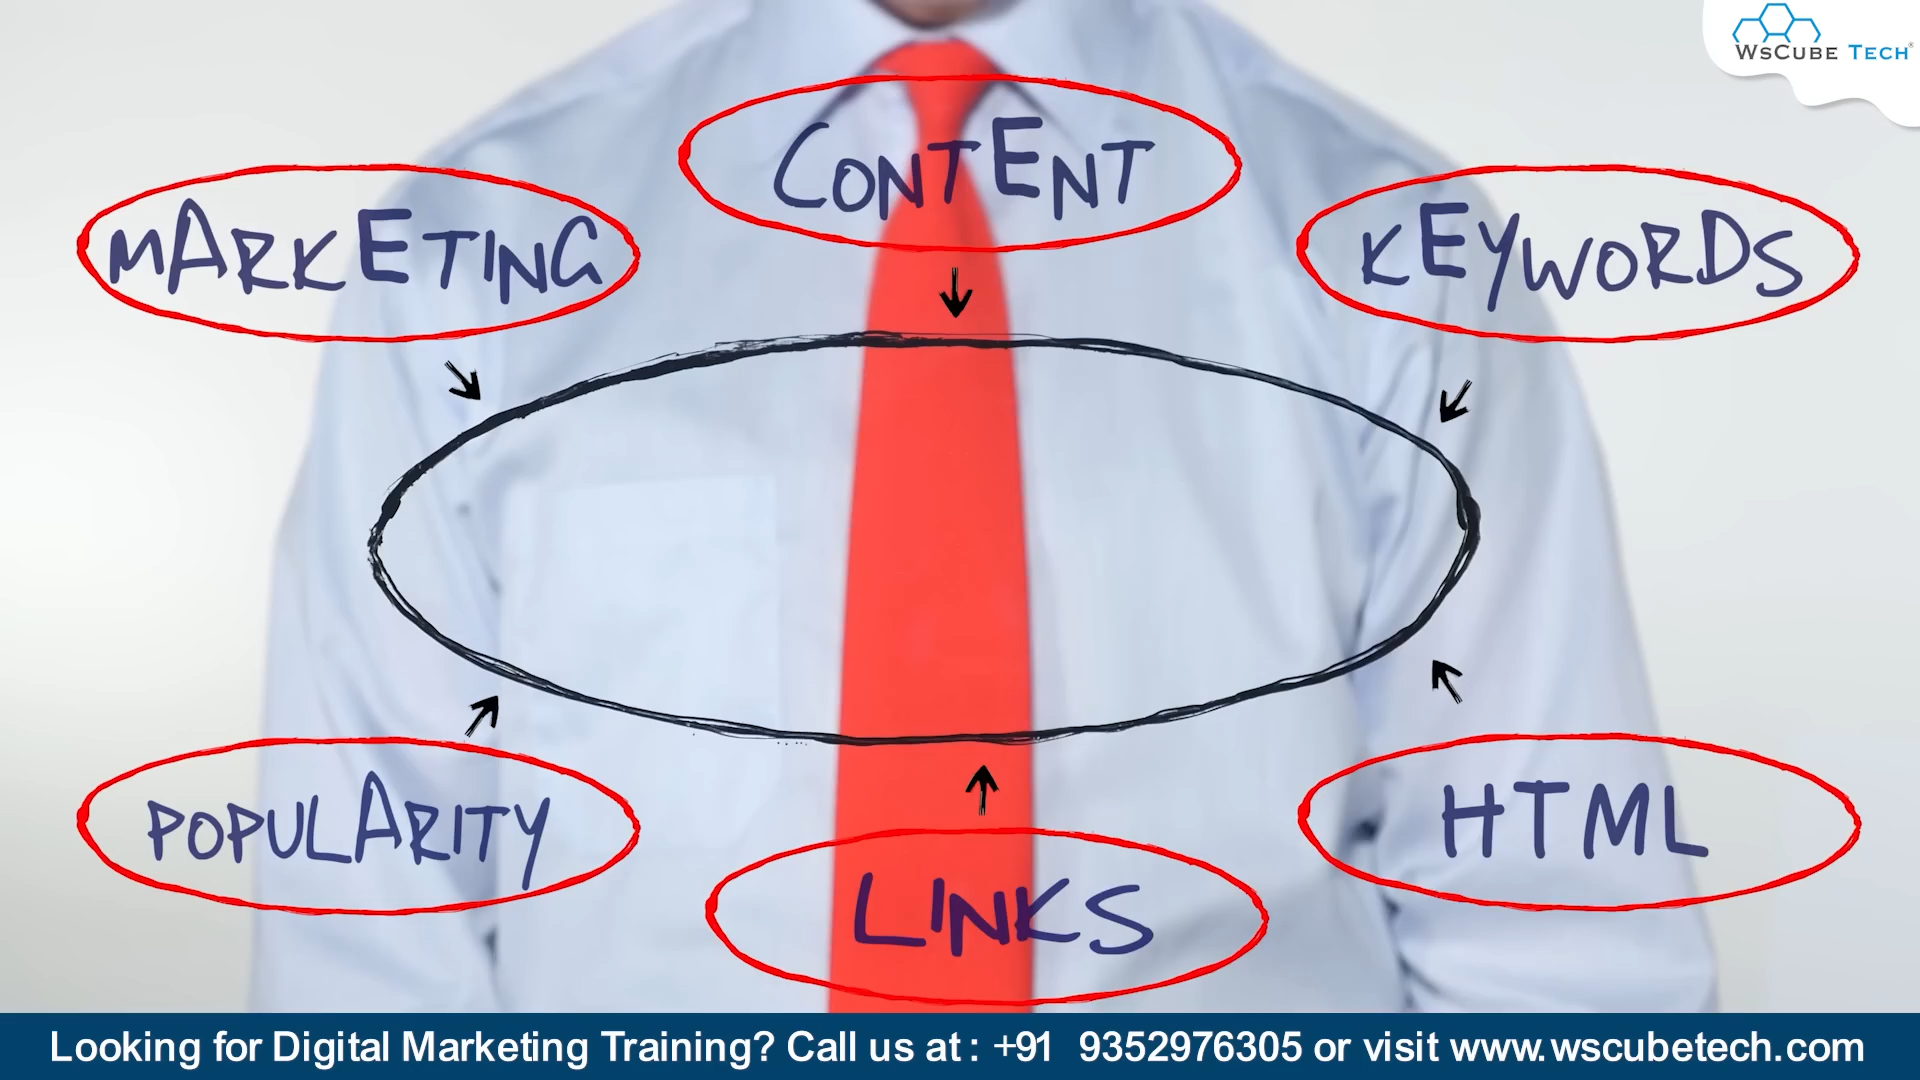 WSCUBE TECH
CONTENT
MARKETING
KEYWORDS
POPULARITY
HTML
LINKS
Looking for Digital Marketing Training? Call us at : +91 9352976305 or visit www.wscubetech.com